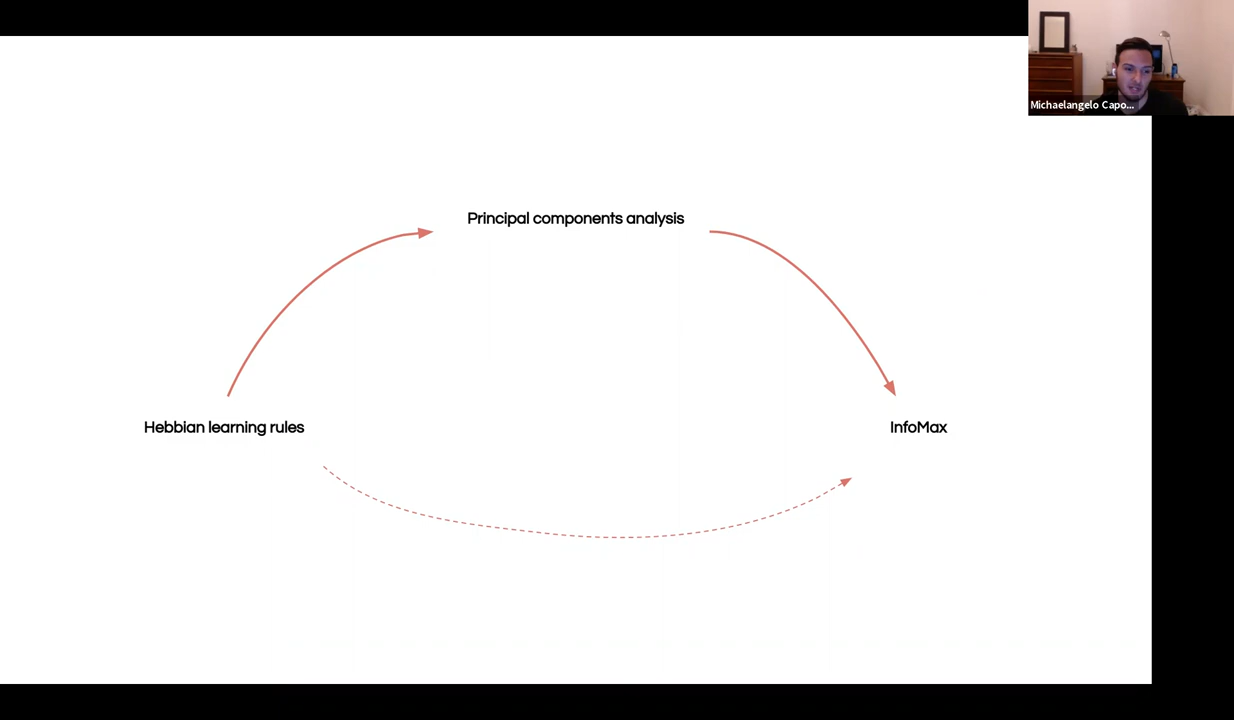 Michaelangelo Capo...
Principal components analysis
Hebbian learning rules
InfoMax